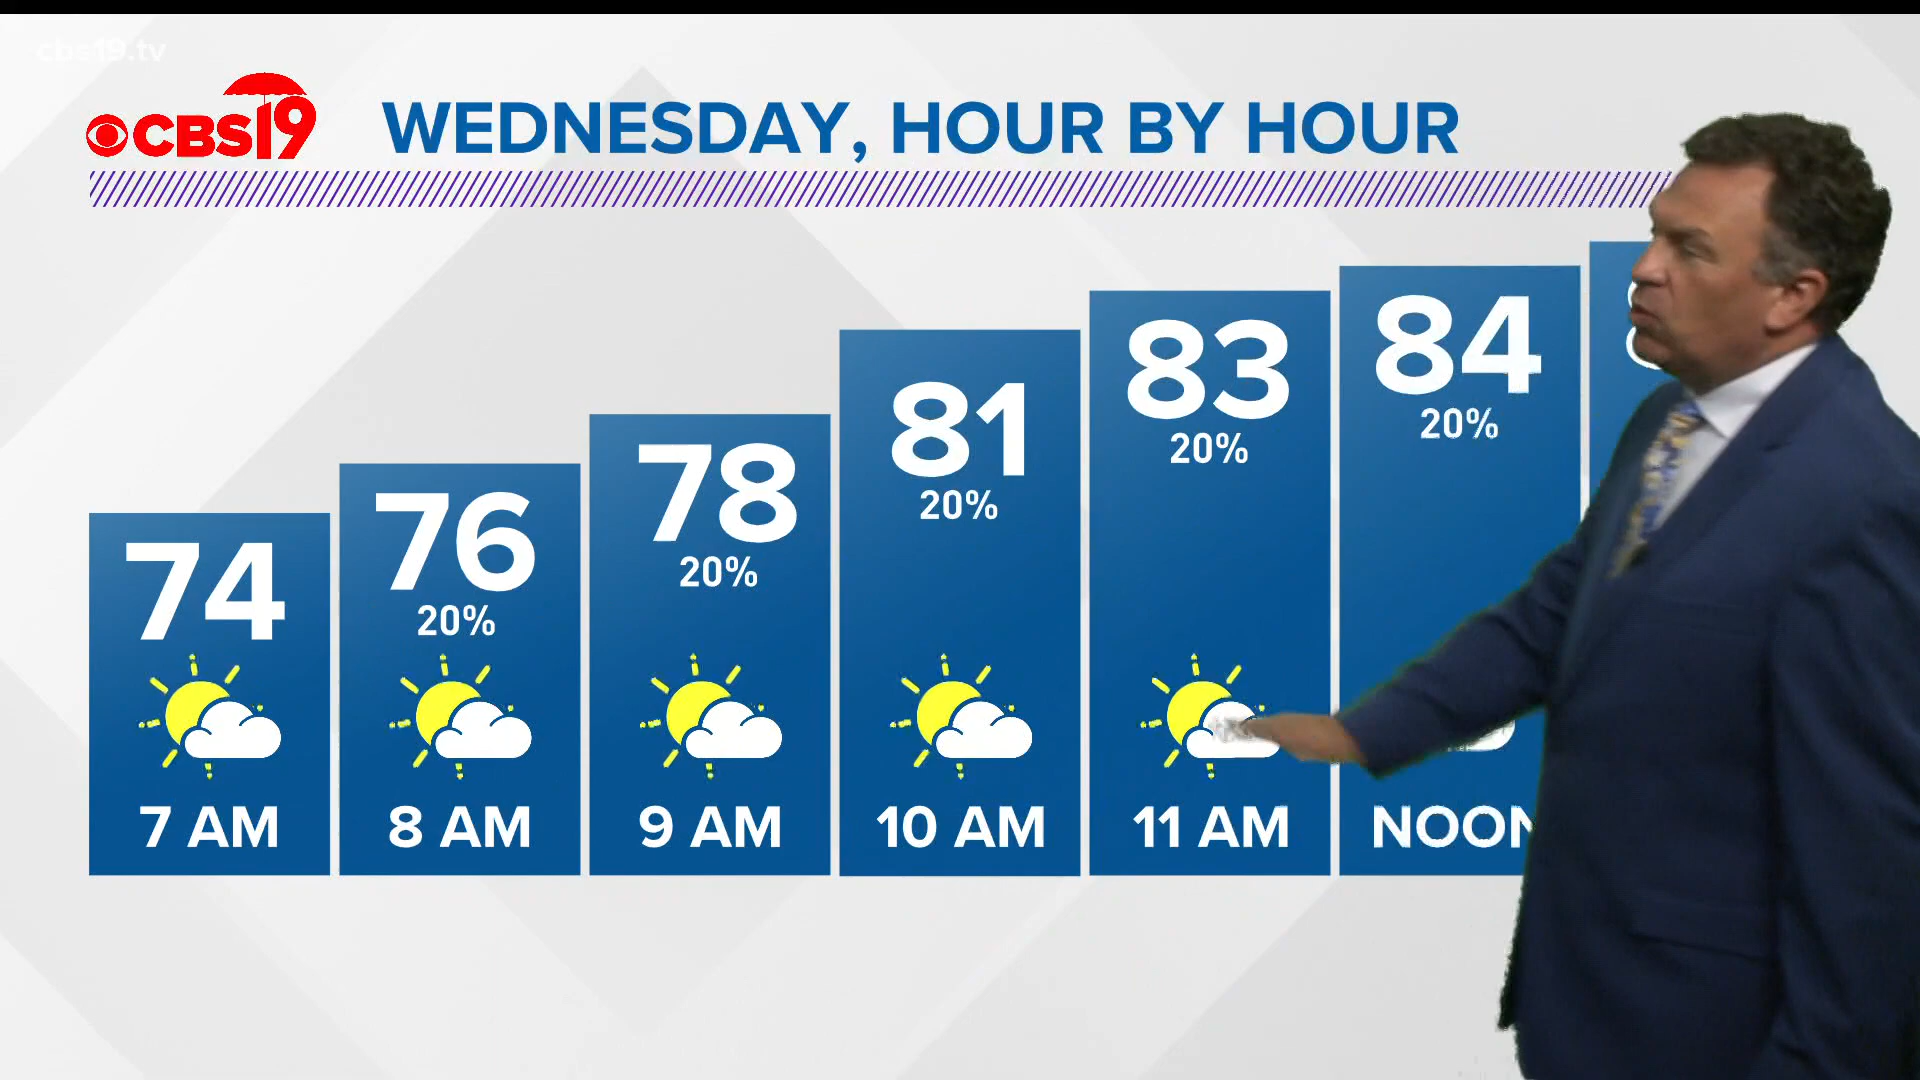 cbs19.tv
CBS19
WEDNESDAY, HOUR BY HOUR
74
7 AM
76
20%
8 AM
78
20%
9 AM
81
20%
10 AM
83
20%
11 AM
84
20%
NOON